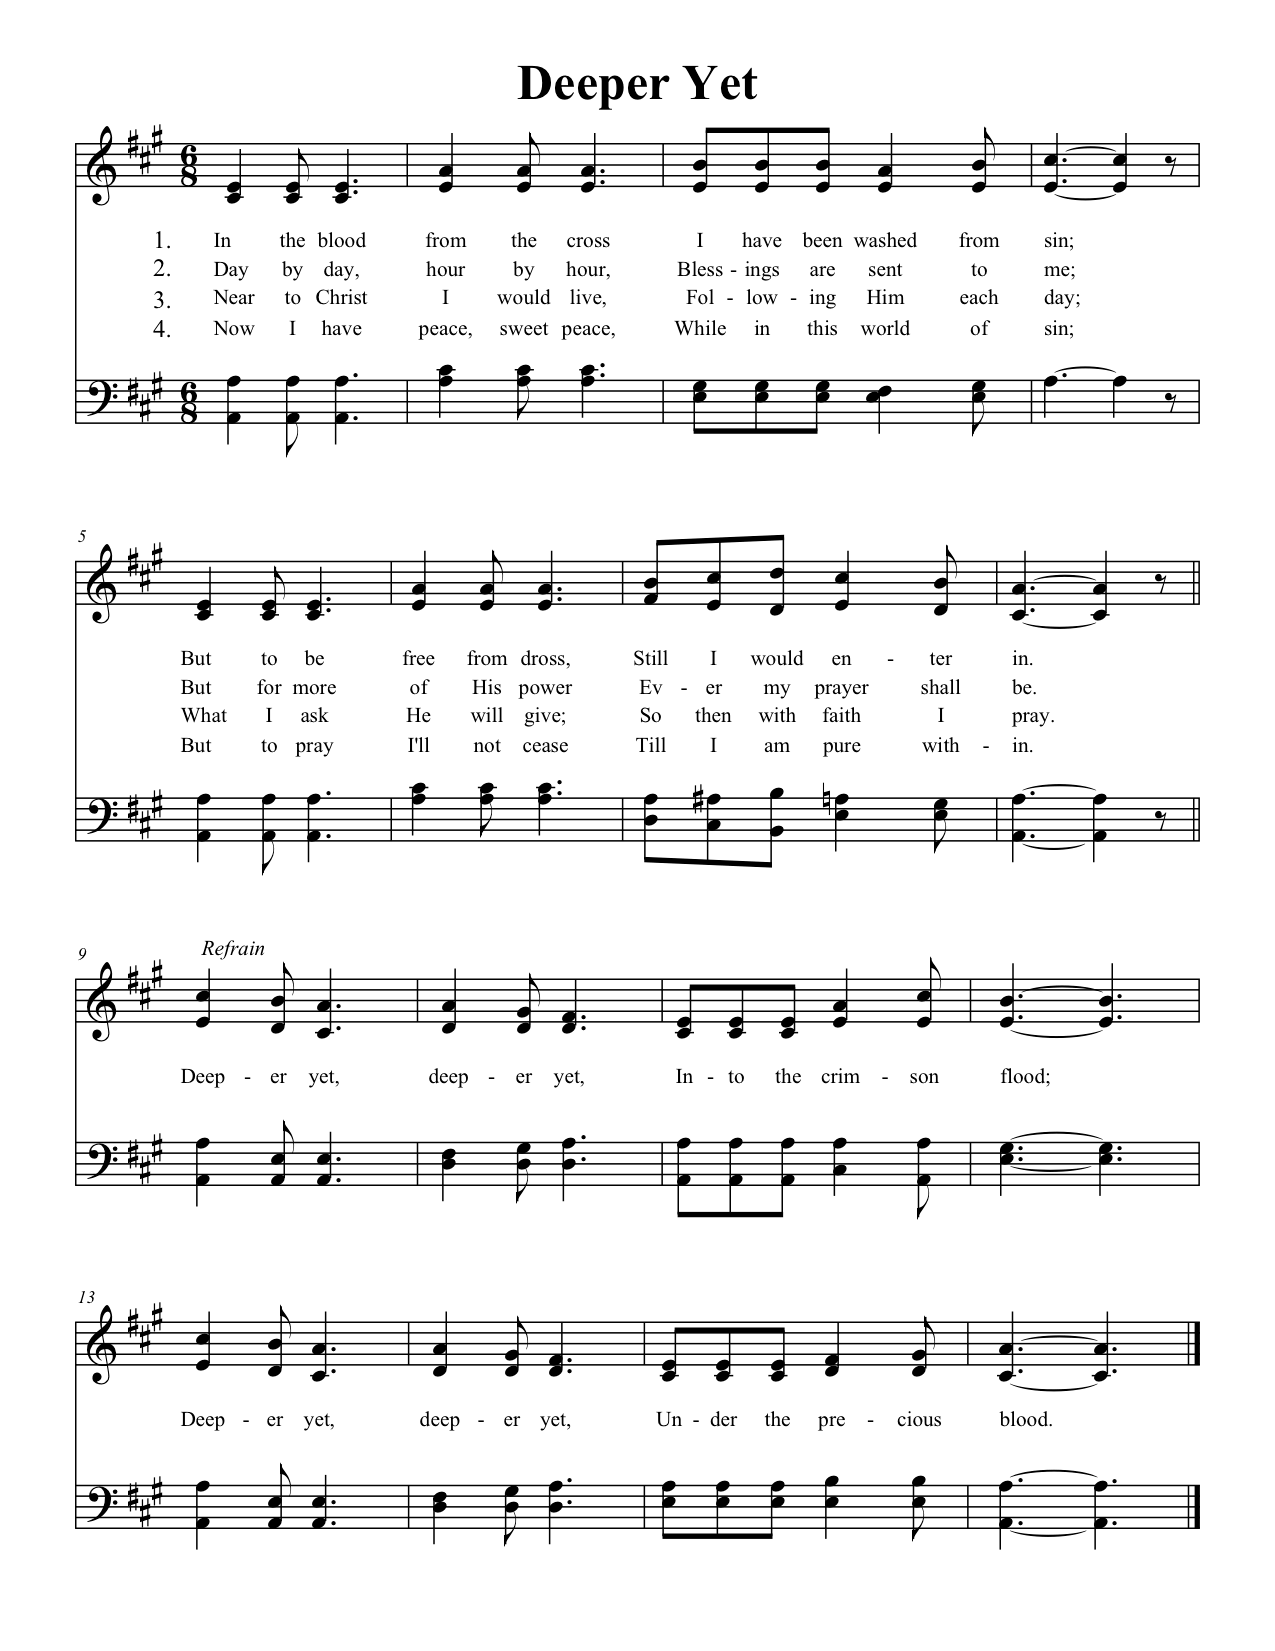 Deeper Yet
6
8
1. In the blood from the cross I have been washed from sin;
2. Day by day, hour by hour, Bless - ings are sent to me;
3. Near to Christ I would live, Fol - low - ing Him each day;
4. Now I have peace, sweet peace, While in this world of sin;
6
8
5
But to be free from dross, Still I would en - ter in.
But for more of His power Ev - er my prayer shall be.
What I ask He will give; So then with faith I pray.
But to pray I'll not cease Till I am pure with - in.
9
Refrain
Deep - er yet, deep - er yet, In - to the crim - son flood;
13
Deep - er yet, deep - er yet, Un - der the pre - cious blood.